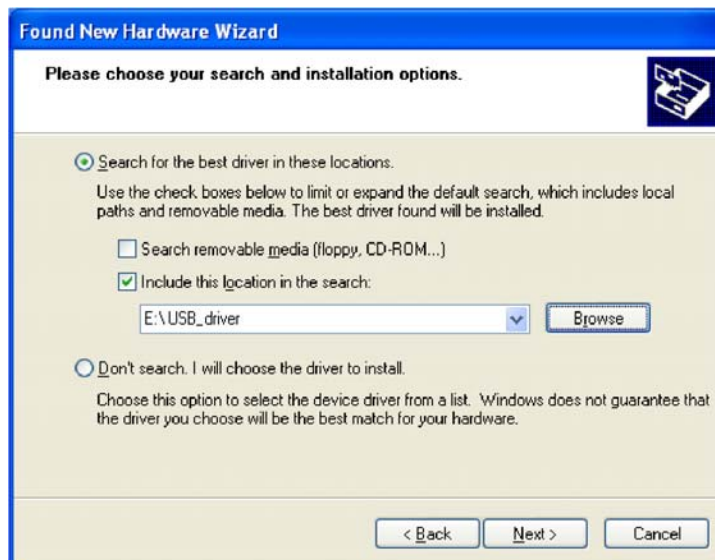 Found New Hardware Wizard
Please choose your search and installation options.
Search for the best driver in these locations.
Use the check boxes below to limit or expand the default search, which includes local
paths and removable media. The best driver found will be installed.
Search removable media (floppy, CD-ROM...)
Include this location in the search:
E:\USB_driver
Browse
Don't search. I will choose the driver to install.
Choose this option to select the device driver from a list. Windows does not guarantee that
the driver you choose will be the best match for your hardware.
< Back
Next >
Cancel